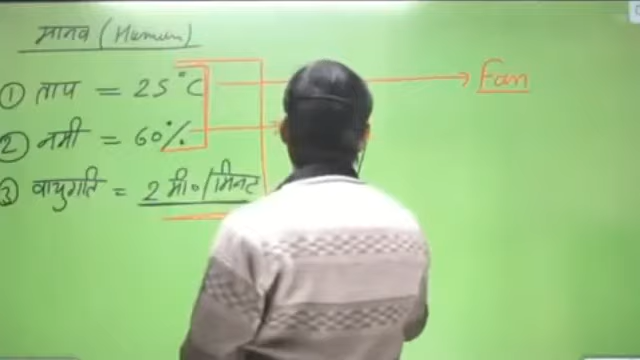 मानव (Human)
① ताप = 25°C → Fan
② नमी = 60%
③ वायुगति = 2 मी०/मिनट